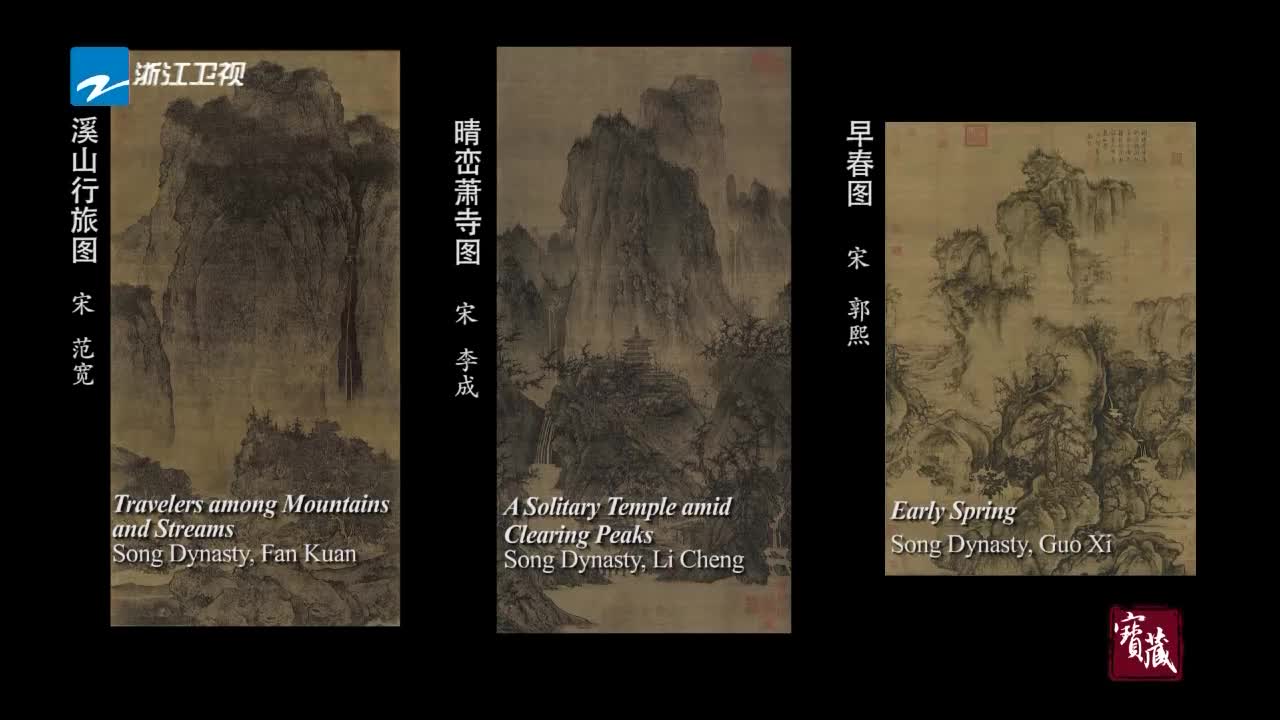 浙江卫视
溪山行旅图
宋 范宽
Travelers among Mountains
and Streams
Song Dynasty, Fan Kuan
晴峦萧寺图
宋 李成
A Solitary Temple amid
Clearing Peaks
Song Dynasty, Li Cheng
早春图
宋 郭熙
Early Spring
Song Dynasty, Guo Xi
寶藏